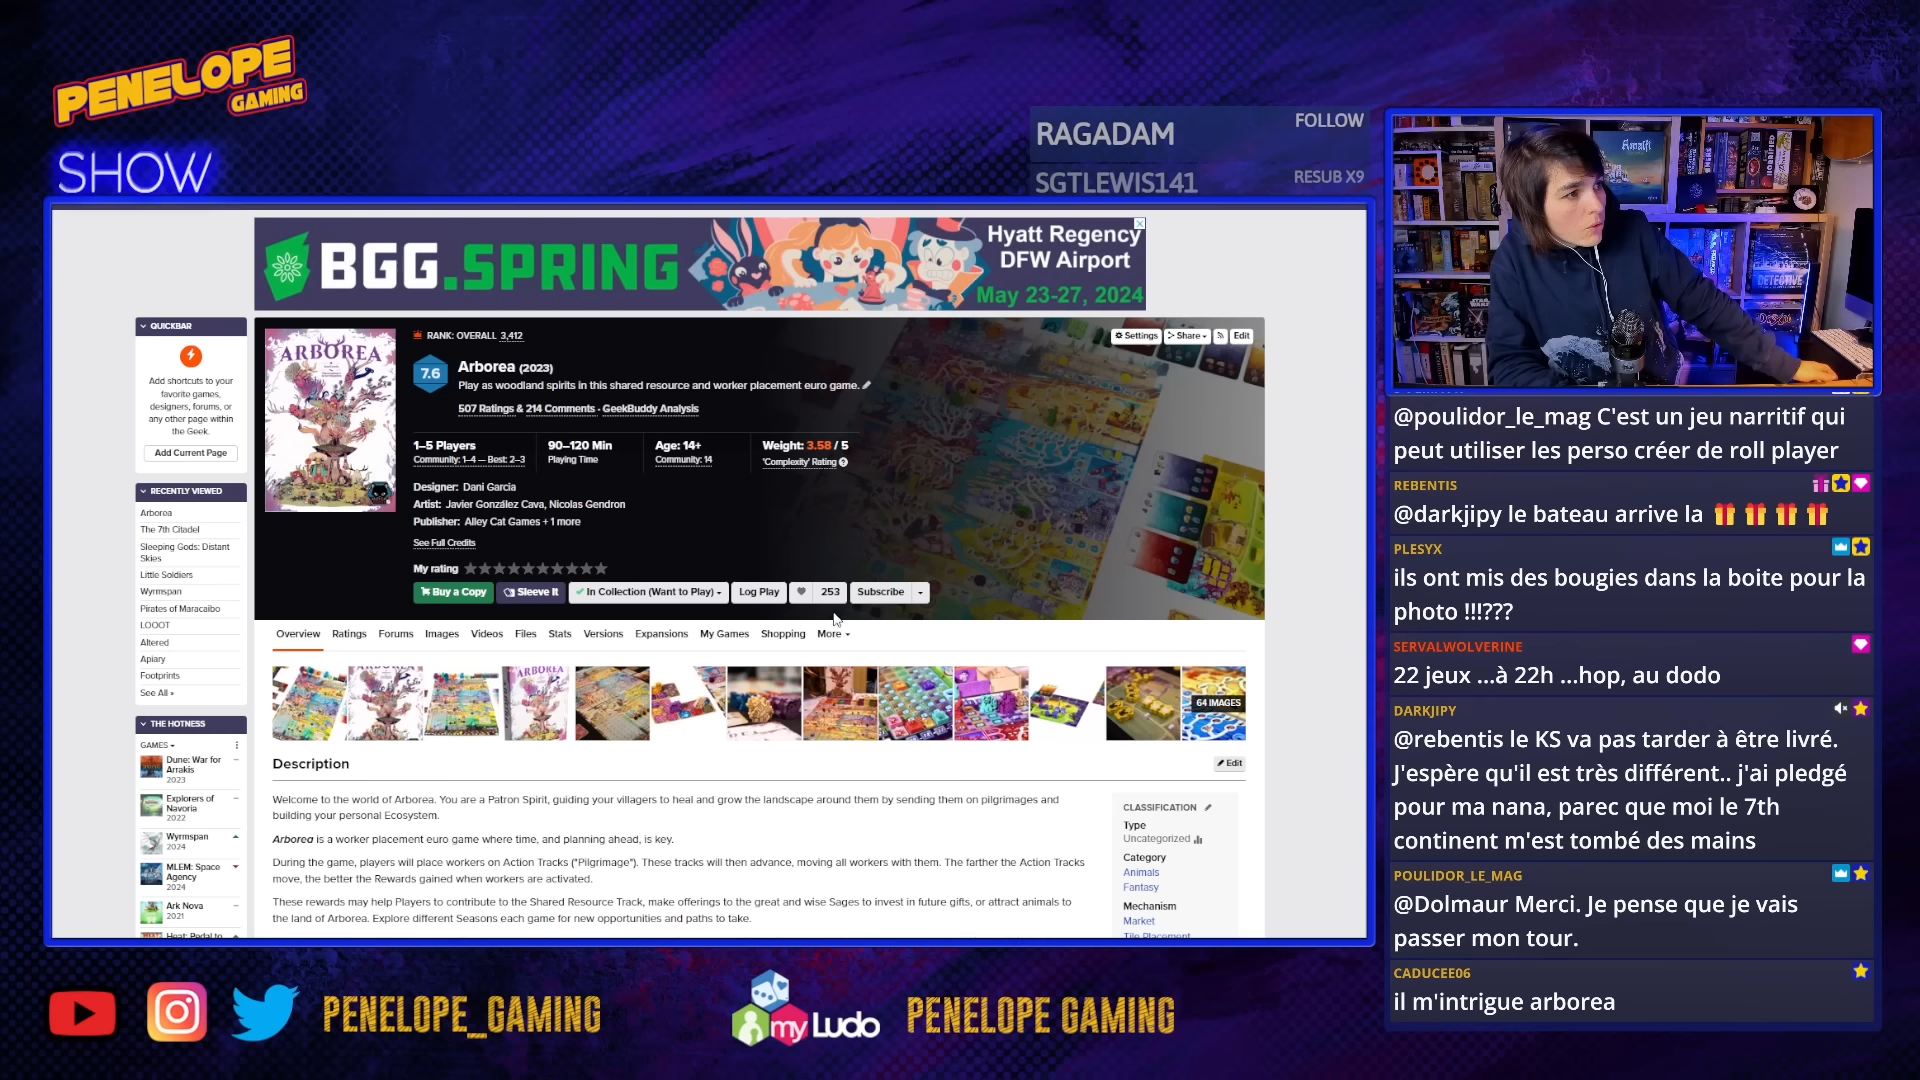 PENELOPE
GAMING
SHOW
RAGADAM FOLLOW
SGTLEWIS141 RESUB X9
BGG.SPRING
Hyatt Regency
DFW Airport
May 23-27, 2024
QUICKBAR
Add shortcuts to your
favorite games,
designers, forums, or
any other page within
the Geek.
Add Current Page
RECENTLY VIEWED
Arborea
The 7th Citadel
Sleeping Gods: Distant
Skies
Little Soldiers
Wyrmspan
Pirates of Maracaibo
LOOOT
Altered
Apiary
Footprints
See All »
THE HOTNESS
GAMES
Dune: War for
Arrakis
2023
Explorers of
Navoria
2022
Wyrmspan
2024
MLEM: Space
Agency
2024
Ark Nova
2021
Heat: Pedal to
ARBOREA
RANK: OVERALL 3,412
Settings Share Edit
7.6
Arborea (2023)
Play as woodland spirits in this shared resource and worker placement euro game.
507 Ratings & 214 Comments · GeekBuddy Analysis
1–5 Players 90–120 Min Age: 14+ Weight: 3.58 / 5
Community: 1–4 — Best: 2–3 Playing Time Community: 14 'Complexity' Rating
Designer: Dani Garcia
Artist: Javier González Cava, Nicolas Gendron
Publisher: Alley Cat Games + 1 more
See Full Credits
My rating
Buy a Copy Sleeve It In Collection (Want to Play) Log Play 253 Subscribe
Overview Ratings Forums Images Videos Files Stats Versions Expansions My Games Shopping More
ARBOREA
ARBOREA
64 IMAGES
Description Edit
Welcome to the world of Arborea. You are a Patron Spirit, guiding your villagers to heal and grow the landscape around them by sending them on pilgrimages and
building your personal Ecosystem.
Arborea is a worker placement euro game where time, and planning ahead, is key.
During the game, players will place workers on Action Tracks ("Pilgrimage"). These tracks will then advance, moving all workers with them. The farther the Action Tracks
move, the better the Rewards gained when workers are activated.
These rewards may help Players to contribute to the Shared Resource Track, make offerings to the great and wise Sages to invest in future gifts, or attract animals to
the land of Arborea. Explore different Seasons each game for new opportunities and paths to take.
CLASSIFICATION
Type
Uncategorized
Category
Animals
Fantasy
Mechanism
Market
Tile Placement
Amalfi
DETECTIVE
@poulidor_le_mag C'est un jeu narritif qui
peut utiliser les perso créer de roll player
REBENTIS
@darkjipy le bateau arrive la
PLESYX
ils ont mis des bougies dans la boite pour la
photo !!!???
SERVALWOLVERINE
22 jeux ...à 22h ...hop, au dodo
DARKJIPY
@rebentis le KS va pas tarder à être livré.
J'espère qu'il est très différent.. j'ai pledgé
pour ma nana, parec que moi le 7th
continent m'est tombé des mains
POULIDOR_LE_MAG
@Dolmaur Merci. Je pense que je vais
passer mon tour.
CADUCEE06
il m'intrigue arborea
PENELOPE_GAMING
my Ludo
PENELOPE GAMING